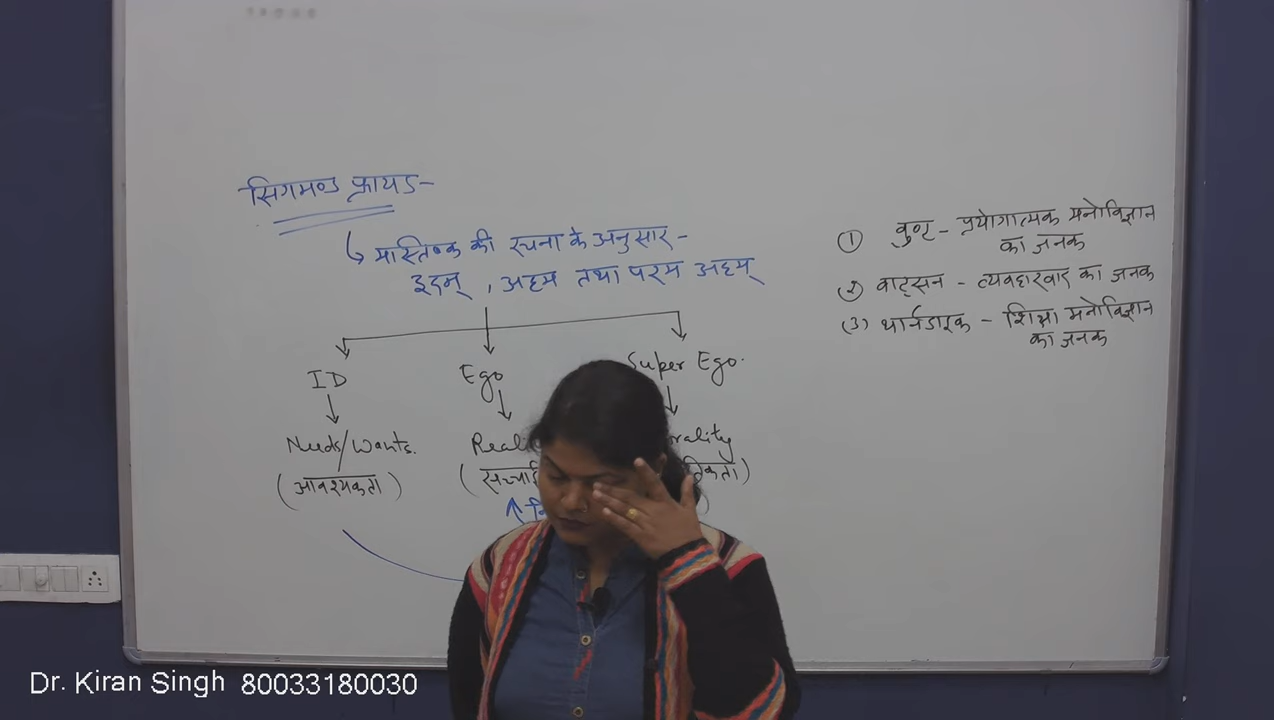 सिगमण्ड फ्रायड-
मास्तिष्क की रचना के अनुसार-
इदम्, अहम तथा परम अहम्
ID Ego Super Ego.
Needs/Wants.
(आवश्यकता)
① वुण्ट - प्रयोगात्मक मनोविज्ञान
का जनक
② वाट्सन - व्यवहारवाद का जनक
(3) थार्नडाइक - शिक्षा मनोविज्ञान
का जनक
Dr. Kiran Singh 80033180030